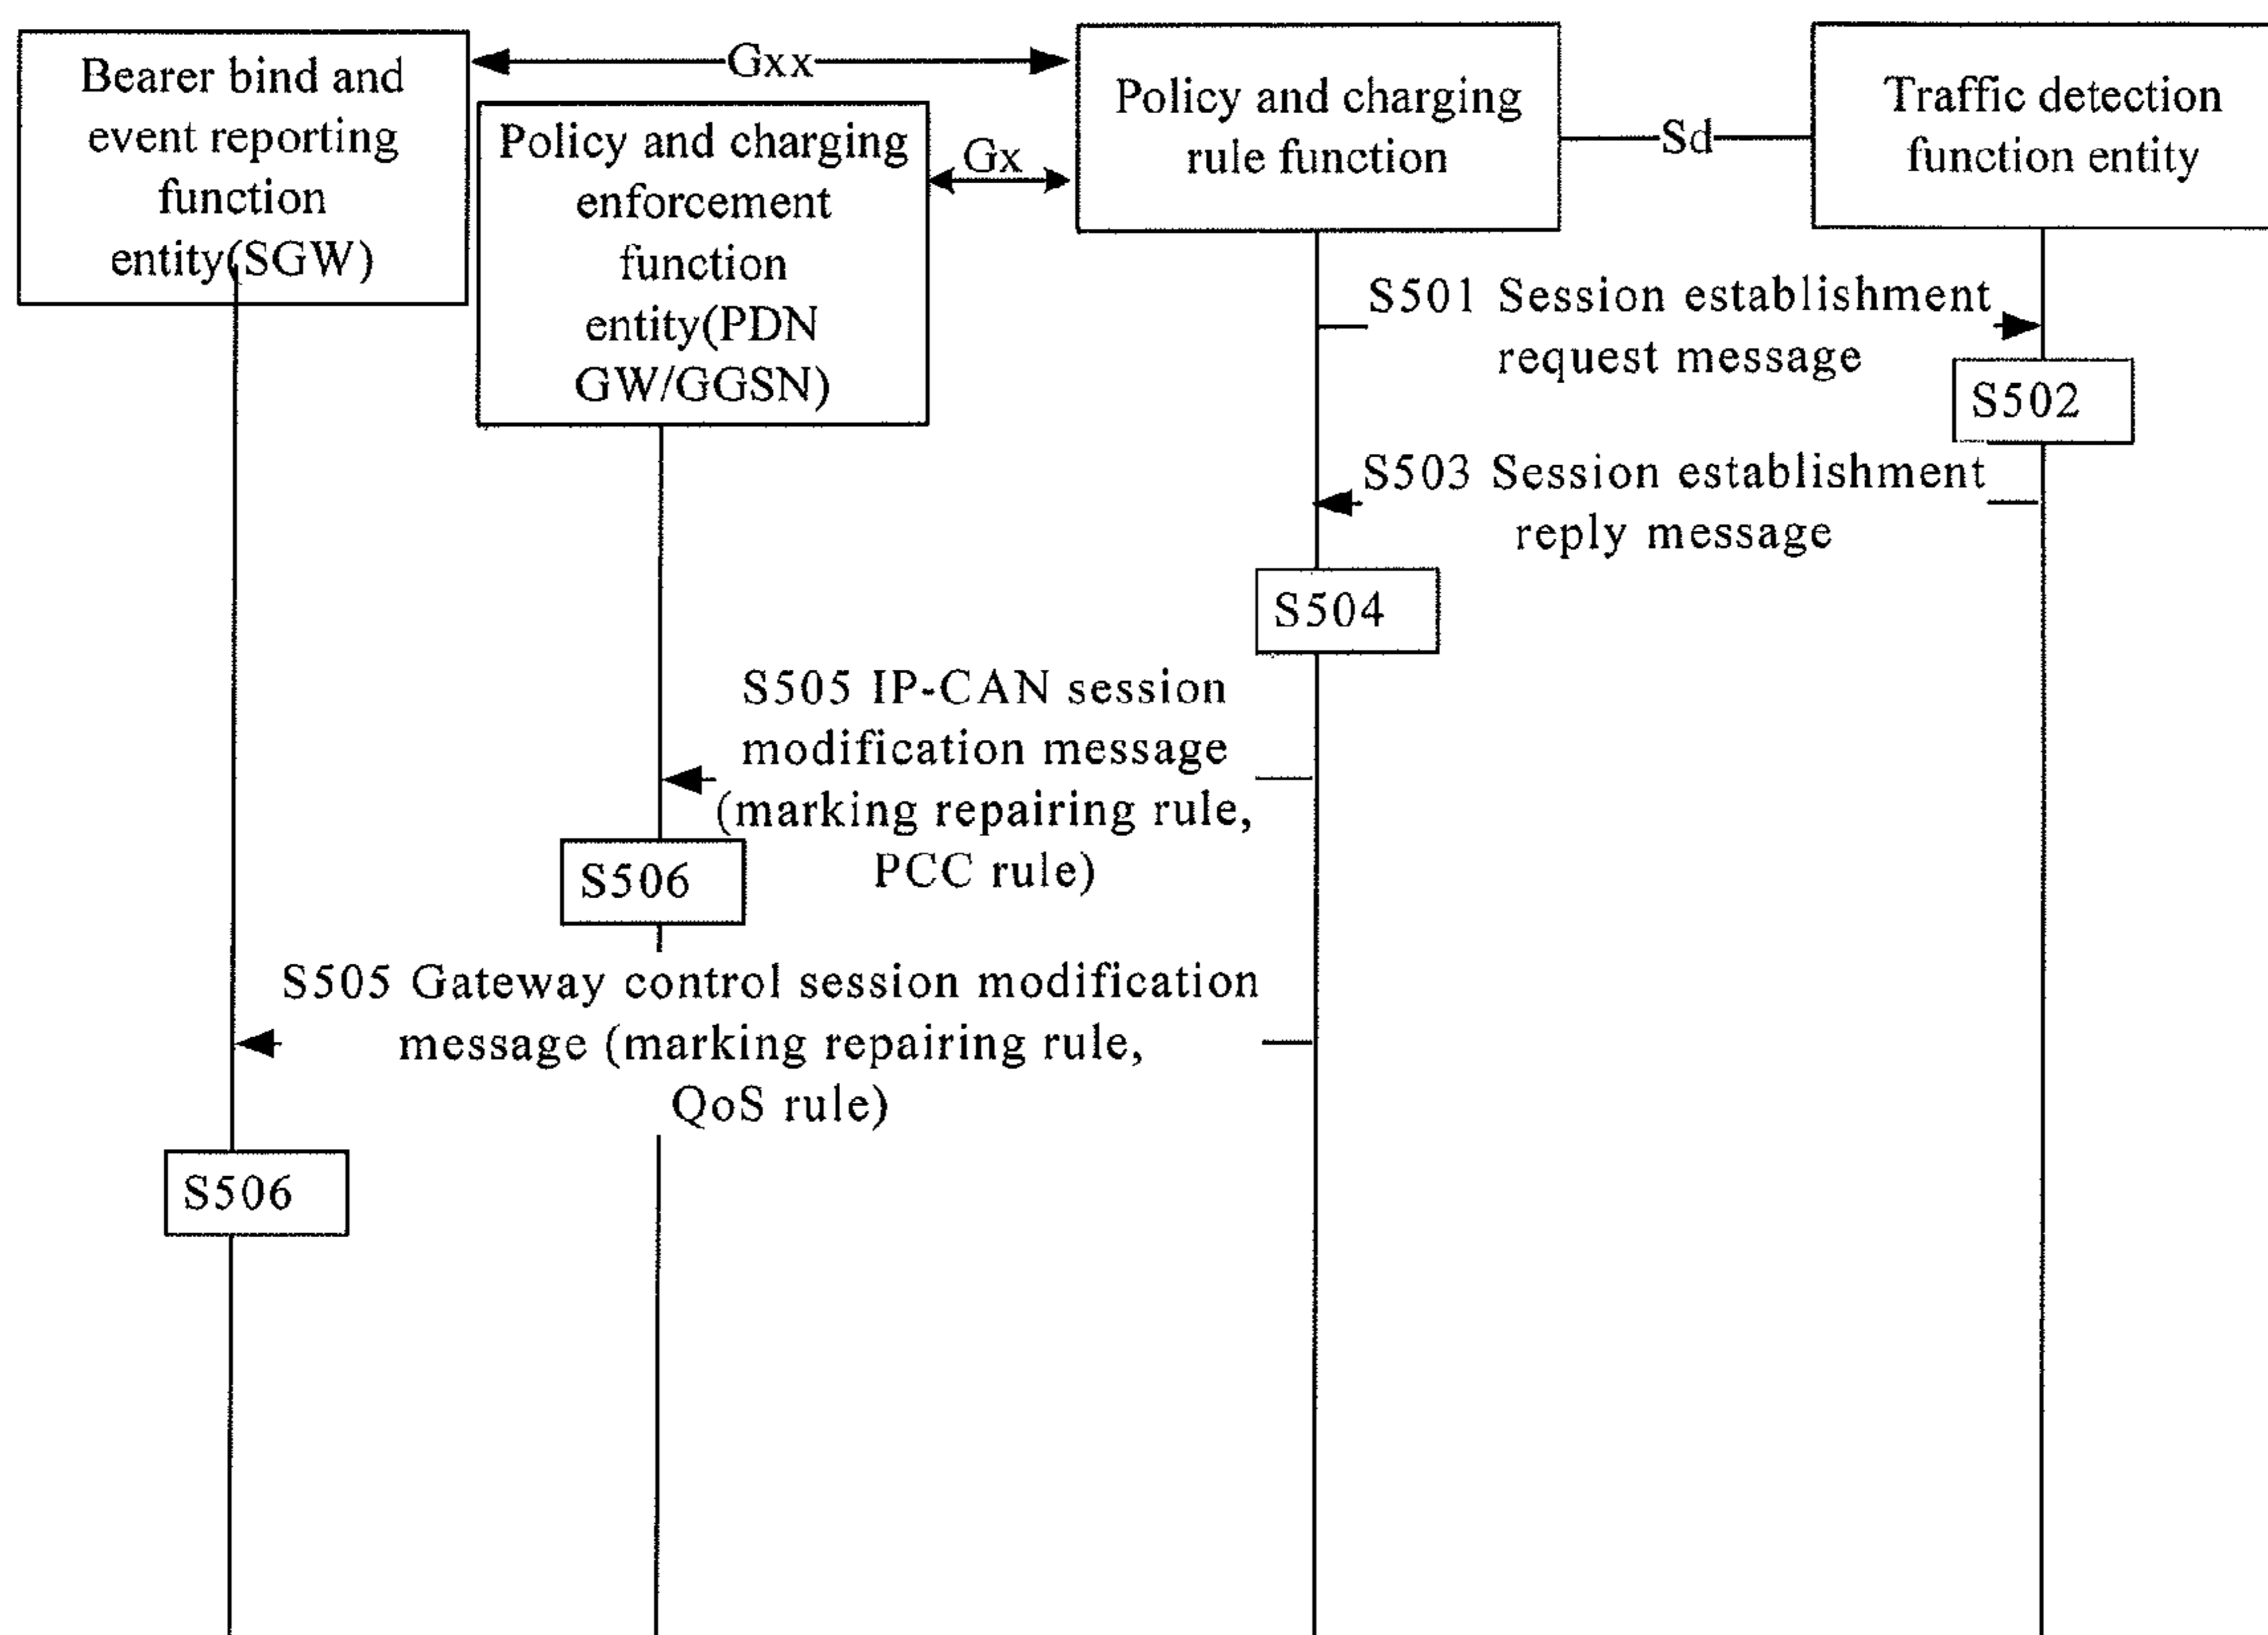 Bearer bind and
event reporting
function
entity(SGW)
Gxx
Policy and charging
enforcement
function
entity(PDN
GW/GGSN)
Gx
Policy and charging
rule function
Sd
Traffic detection
function entity
S501 Session establishment
request message
S502
S503 Session establishment
reply message
S504
S505 IP-CAN session
modification message
(marking repairing rule,
PCC rule)
S506
S505 Gateway control session modification
message (marking repairing rule,
QoS rule)
S506